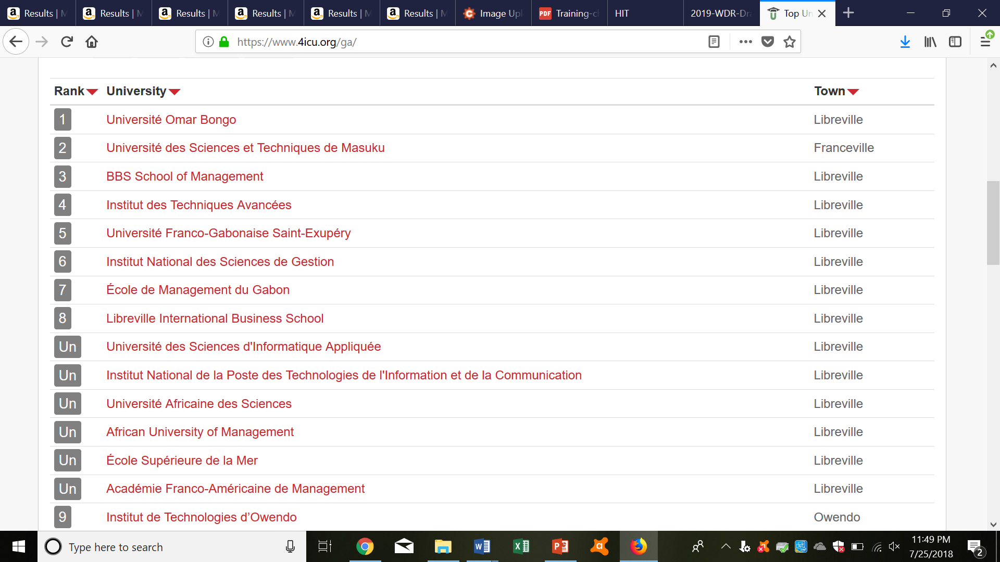 Results | M
Results | M
Results | M
Results | M
Results | M
Results | M
Image Upl
PDF Training-c
HIT
2019-WDR-Dra
Top Un
https://www.4icu.org/ga/
Rank University Town
1 Université Omar Bongo Libreville
2 Université des Sciences et Techniques de Masuku Franceville
3 BBS School of Management Libreville
4 Institut des Techniques Avancées Libreville
5 Université Franco-Gabonaise Saint-Exupéry Libreville
6 Institut National des Sciences de Gestion Libreville
7 École de Management du Gabon Libreville
8 Libreville International Business School Libreville
Un Université des Sciences d'Informatique Appliquée Libreville
Un Institut National de la Poste des Technologies de l'Information et de la Communication Libreville
Un Université Africaine des Sciences Libreville
Un African University of Management Libreville
Un École Supérieure de la Mer Libreville
Un Académie Franco-Américaine de Management Libreville
9 Institut de Technologies d’Owendo Owendo
Type here to search
11:49 PM
7/25/2018
2